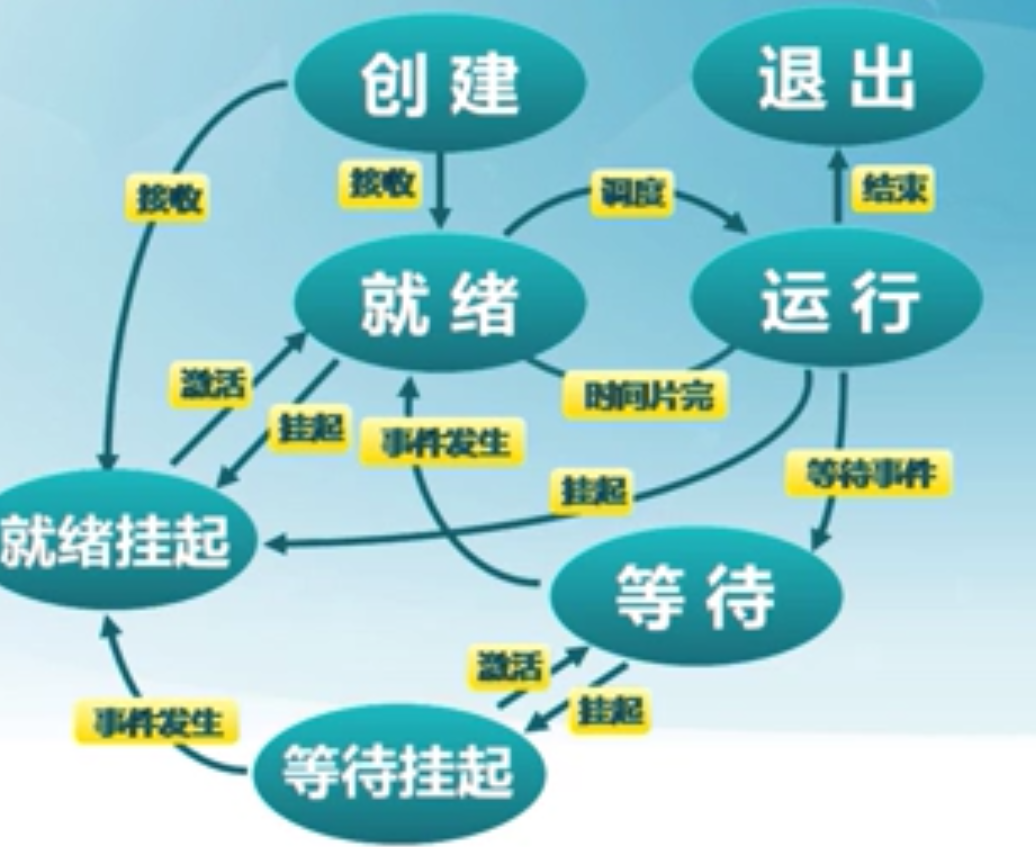 创建
退出
接收
接收
调度
结束
就绪
运行
激活
挂起
时间片完
事件发生
挂起
等待事件
就绪挂起
等待
激活
挂起
事件发生
等待挂起